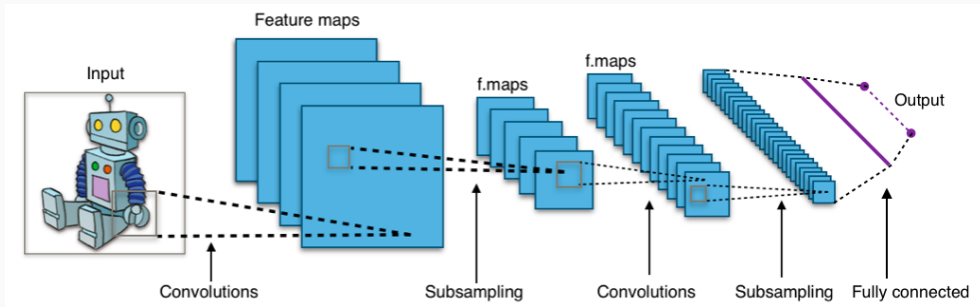 Feature maps
Input
f.maps
f.maps
Output
Convolutions
Subsampling
Convolutions
Subsampling
Fully connected